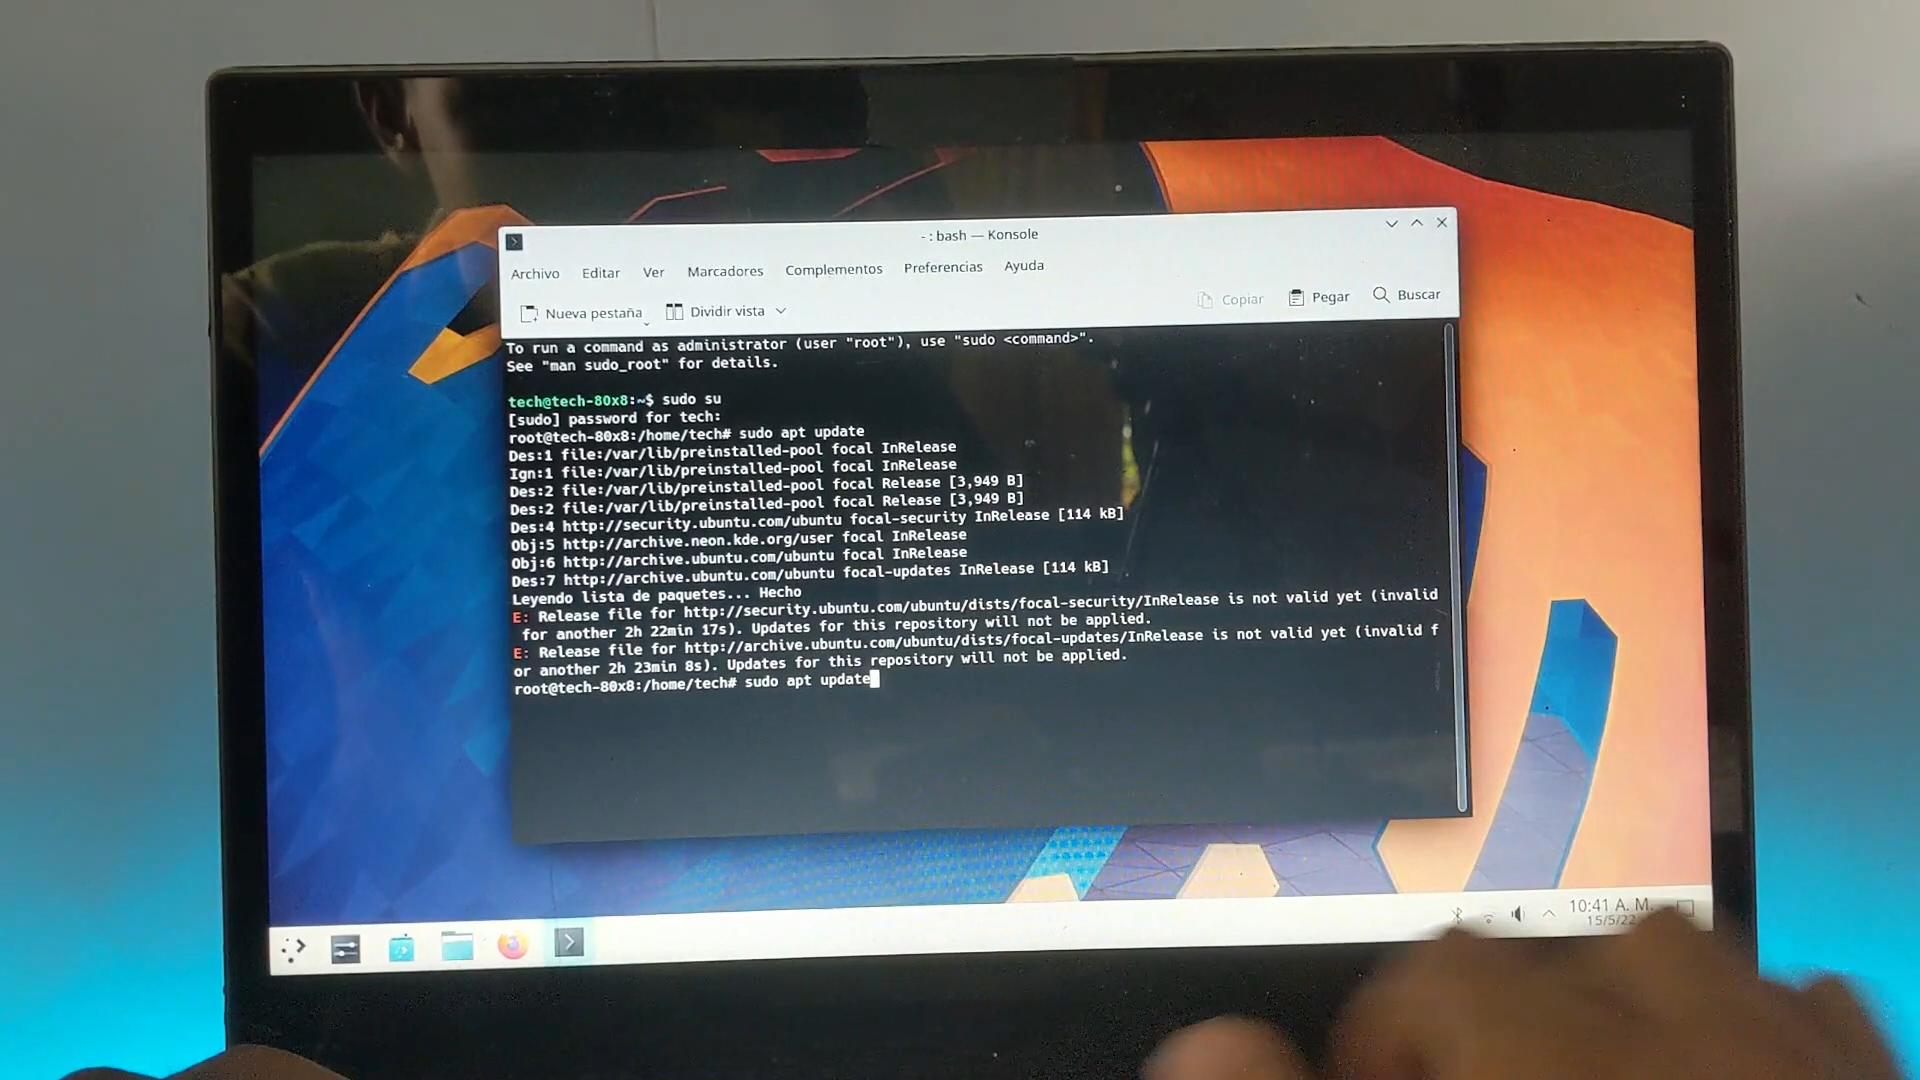 - : bash — Konsole
Archivo Editar Ver Marcadores Complementos Preferencias Ayuda
Nueva pestaña Dividir vista Copiar Pegar Buscar
To run a command as administrator (user "root"), use "sudo <command>".
See "man sudo_root" for details.
tech@tech-80x8:~$ sudo su
[sudo] password for tech:
root@tech-80x8:/home/tech# sudo apt update
Des:1 file:/var/lib/preinstalled-pool focal InRelease
Ign:1 file:/var/lib/preinstalled-pool focal InRelease
Des:2 file:/var/lib/preinstalled-pool focal Release [3,949 B]
Des:2 file:/var/lib/preinstalled-pool focal Release [3,949 B]
Des:4 http://security.ubuntu.com/ubuntu focal-security InRelease [114 kB]
Obj:5 http://archive.neon.kde.org/user focal InRelease
Obj:6 http://archive.ubuntu.com/ubuntu focal InRelease
Des:7 http://archive.ubuntu.com/ubuntu focal-updates InRelease [114 kB]
Leyendo lista de paquetes... Hecho
E: Release file for http://security.ubuntu.com/ubuntu/dists/focal-security/InRelease is not valid yet (invalid
for another 2h 22min 17s). Updates for this repository will not be applied.
E: Release file for http://archive.ubuntu.com/ubuntu/dists/focal-updates/InRelease is not valid yet (invalid f
or another 2h 23min 8s). Updates for this repository will not be applied.
root@tech-80x8:/home/tech# sudo apt update
10:41 A. M.
15/5/22